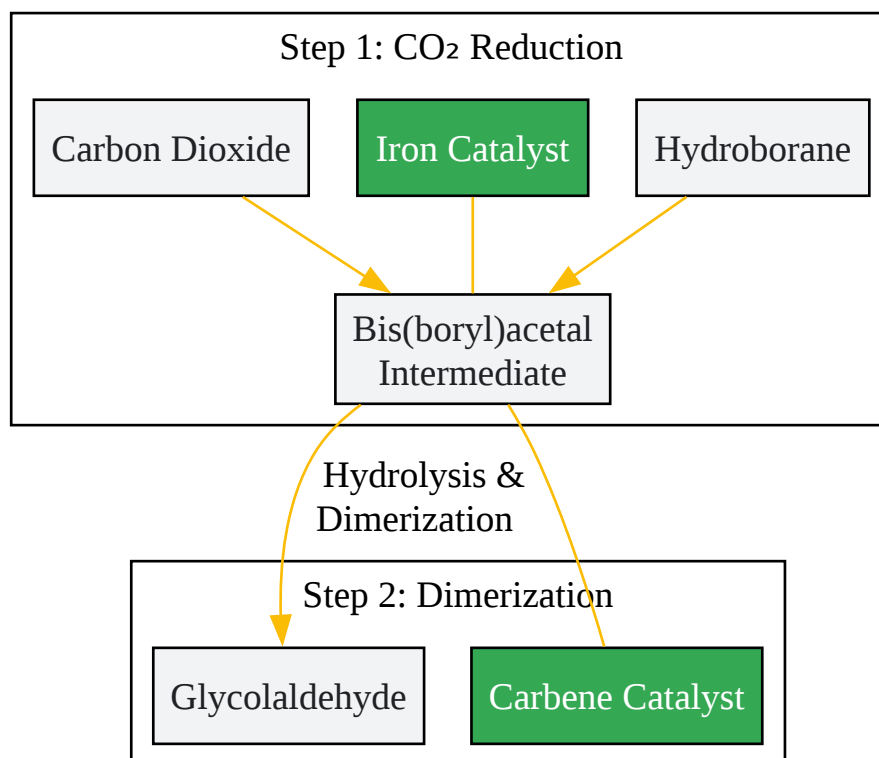 Step 1: CO₂ Reduction
Carbon Dioxide
Iron Catalyst
Hydroborane
Bis(boryl)acetal
Intermediate
Hydrolysis &
Dimerization
Step 2: Dimerization
Glycolaldehyde
Carbene Catalyst